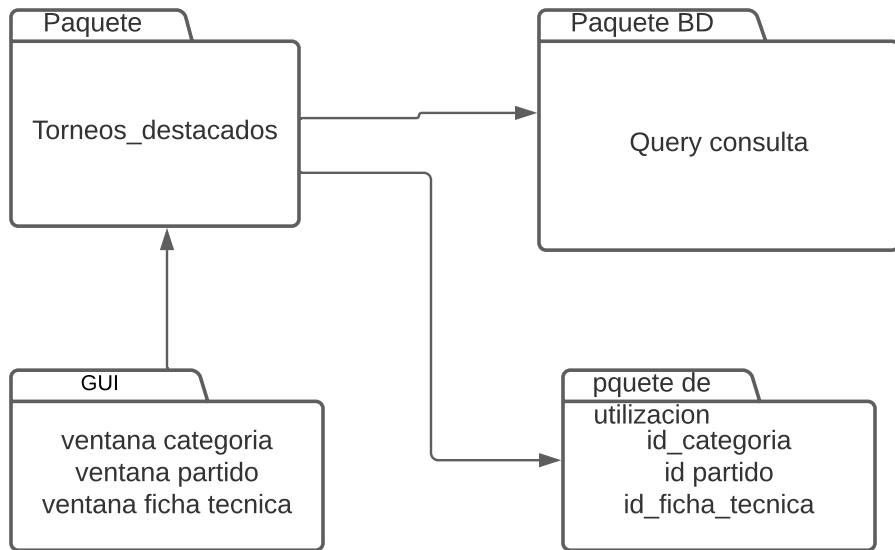 Paquete
Torneos_destacados
Paquete BD
Query consulta
GUI
ventana categoria
ventana partido
ventana ficha tecnica
pquete de
utilizacion
id_categoria
id partido
id_ficha_tecnica